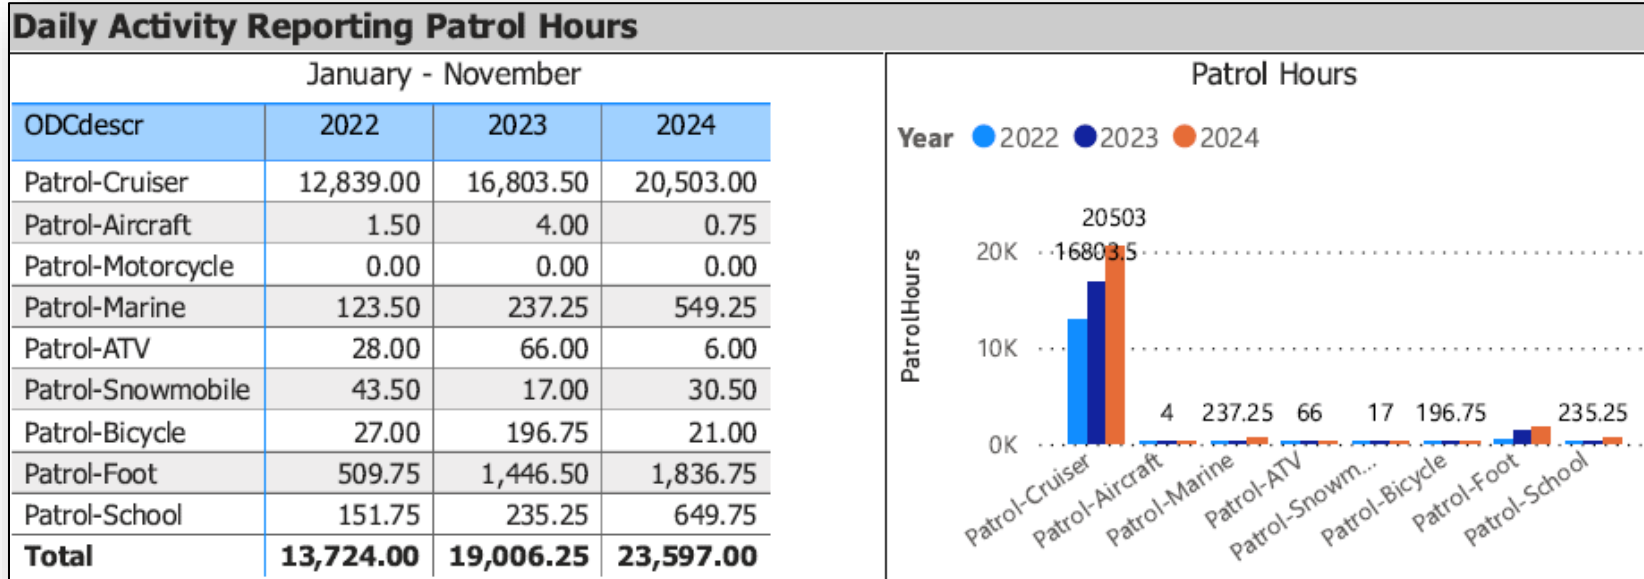 Daily Activity Reporting Patrol Hours
January - November
ODCdescr 2022 2023 2024
Patrol-Cruiser 12,839.00 16,803.50 20,503.00
Patrol-Aircraft 1.50 4.00 0.75
Patrol-Motorcycle 0.00 0.00 0.00
Patrol-Marine 123.50 237.25 549.25
Patrol-ATV 28.00 66.00 6.00
Patrol-Snowmobile 43.50 17.00 30.50
Patrol-Bicycle 27.00 196.75 21.00
Patrol-Foot 509.75 1,446.50 1,836.75
Patrol-School 151.75 235.25 649.75
Total 13,724.00 19,006.25 23,597.00
Patrol Hours
Year 2022 2023 2024
PatrolHours
20503
20K 16803.5
10K
4 237.25 66 17 196.75 235.25
0K
Patrol-Cruiser Patrol-Aircraft Patrol-Marine Patrol-ATV Patrol-Snowm... Patrol-Bicycle Patrol-Foot Patrol-School